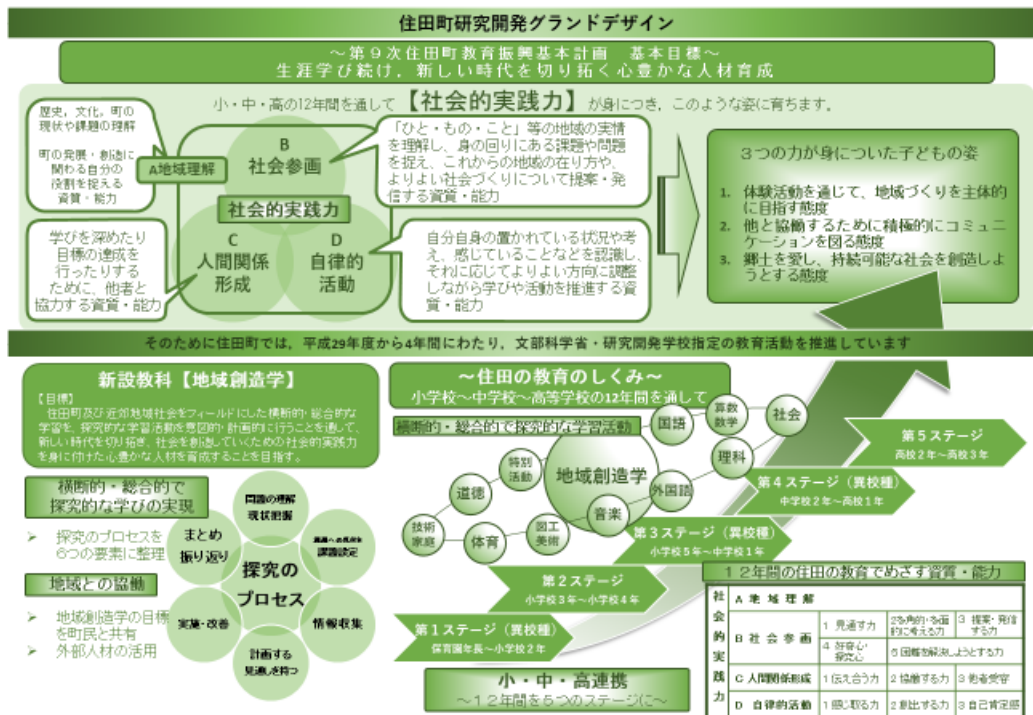 住田町研究開発グランドデザイン
～第９次住田町教育振興基本計画　基本目標～
生涯学び続け，新しい時代を切り拓く心豊かな人材育成
小・中・高の12年間を通して【社会的実践力】が身につき、このような姿に育ちます。
歴史，文化，町の
現状や課題の理解
町の発展・創造に
関わる自分の
役割を捉える
資質・能力
A地域理解
B
社会参画
社会的実践力
C
人間関係
形成
D
自律的
活動
「ひと・もの・こと」等の地域の実情
を理解し、身の回りにある課題や問題
を捉え、これからの地域の在り方や、
よりよい社会づくりについて提案・発
信する資質・能力
学びを深めたり
目標の達成を
行ったりする
ために、他者と
協力する資質・能力
自分自身の置かれている状況や考
え、感じていることなどを認識し、
それに応じてよりよい方向に調整
しながら学びや活動を推進する資
質・能力
３つの力が身についた子どもの姿
1. 体験活動を通じて、地域づくりを主体的
に目指す態度
2. 他と協働するために積極的にコミュニ
ケーションを図る態度
3. 郷土を愛し、持続可能な社会を創造しよ
うとする態度
そのために住田町では，平成29年度から4年間にわたり，文部科学省・研究開発学校指定の教育活動を推進しています
新設教科【地域創造学】
【目標】
住田町及び近郊地域社会をフィールドにした横断的・総合的な
学習を、探究的な学習活動を意図的・計画的に行うことを通して、
新しい時代を切り拓き、社会を創造していくための社会的実践力
を身に付けた心豊かな人材を育成することを目指す。
横断的・総合的で
探究的な学びの実現
➢ 探究のプロセスを
6つの要素に整理
地域との協働
➢ 地域創造学の目標
を町民と共有
➢ 外部人材の活用
探究の
プロセス
問題の理解
現状把握
課題設定
情報収集
計画する
見通しを持つ
実施・改善
まとめ
振り返り
～住田の教育のしくみ～
小学校～中学校～高等学校の12年間を通して
横断的・総合的で探究的な学習活動
地域創造学
国語
算数
数学
社会
理科
外国語
音楽
図工
美術
体育
技術
家庭
道徳
特別
活動
第５ステージ
高校２年～高校３年
第４ステージ（異校種）
中学校２年～高校１年
第３ステージ（異校種）
小学校５年～中学校１年
第２ステージ
小学校３年～小学校４年
第１ステージ（異校種）
保育園年長～小学校２年
小・中・高連携
～１２年間を５つのステージに～
１２年間の住田の教育でめざす資質・能力
社会的実践力
A 地域理解
B 社会参画
1 見通す力
2多角的・多面
的に考える力
3 提案・発信
する力
4 好奇心・
探究心
5 困難を解決しようとする力
C 人間関係形成
1 伝え合う力
2 協働する力
3 他者受容
D 自律的活動
1 感じ取る力
2 創出する力
3 自己肯定感